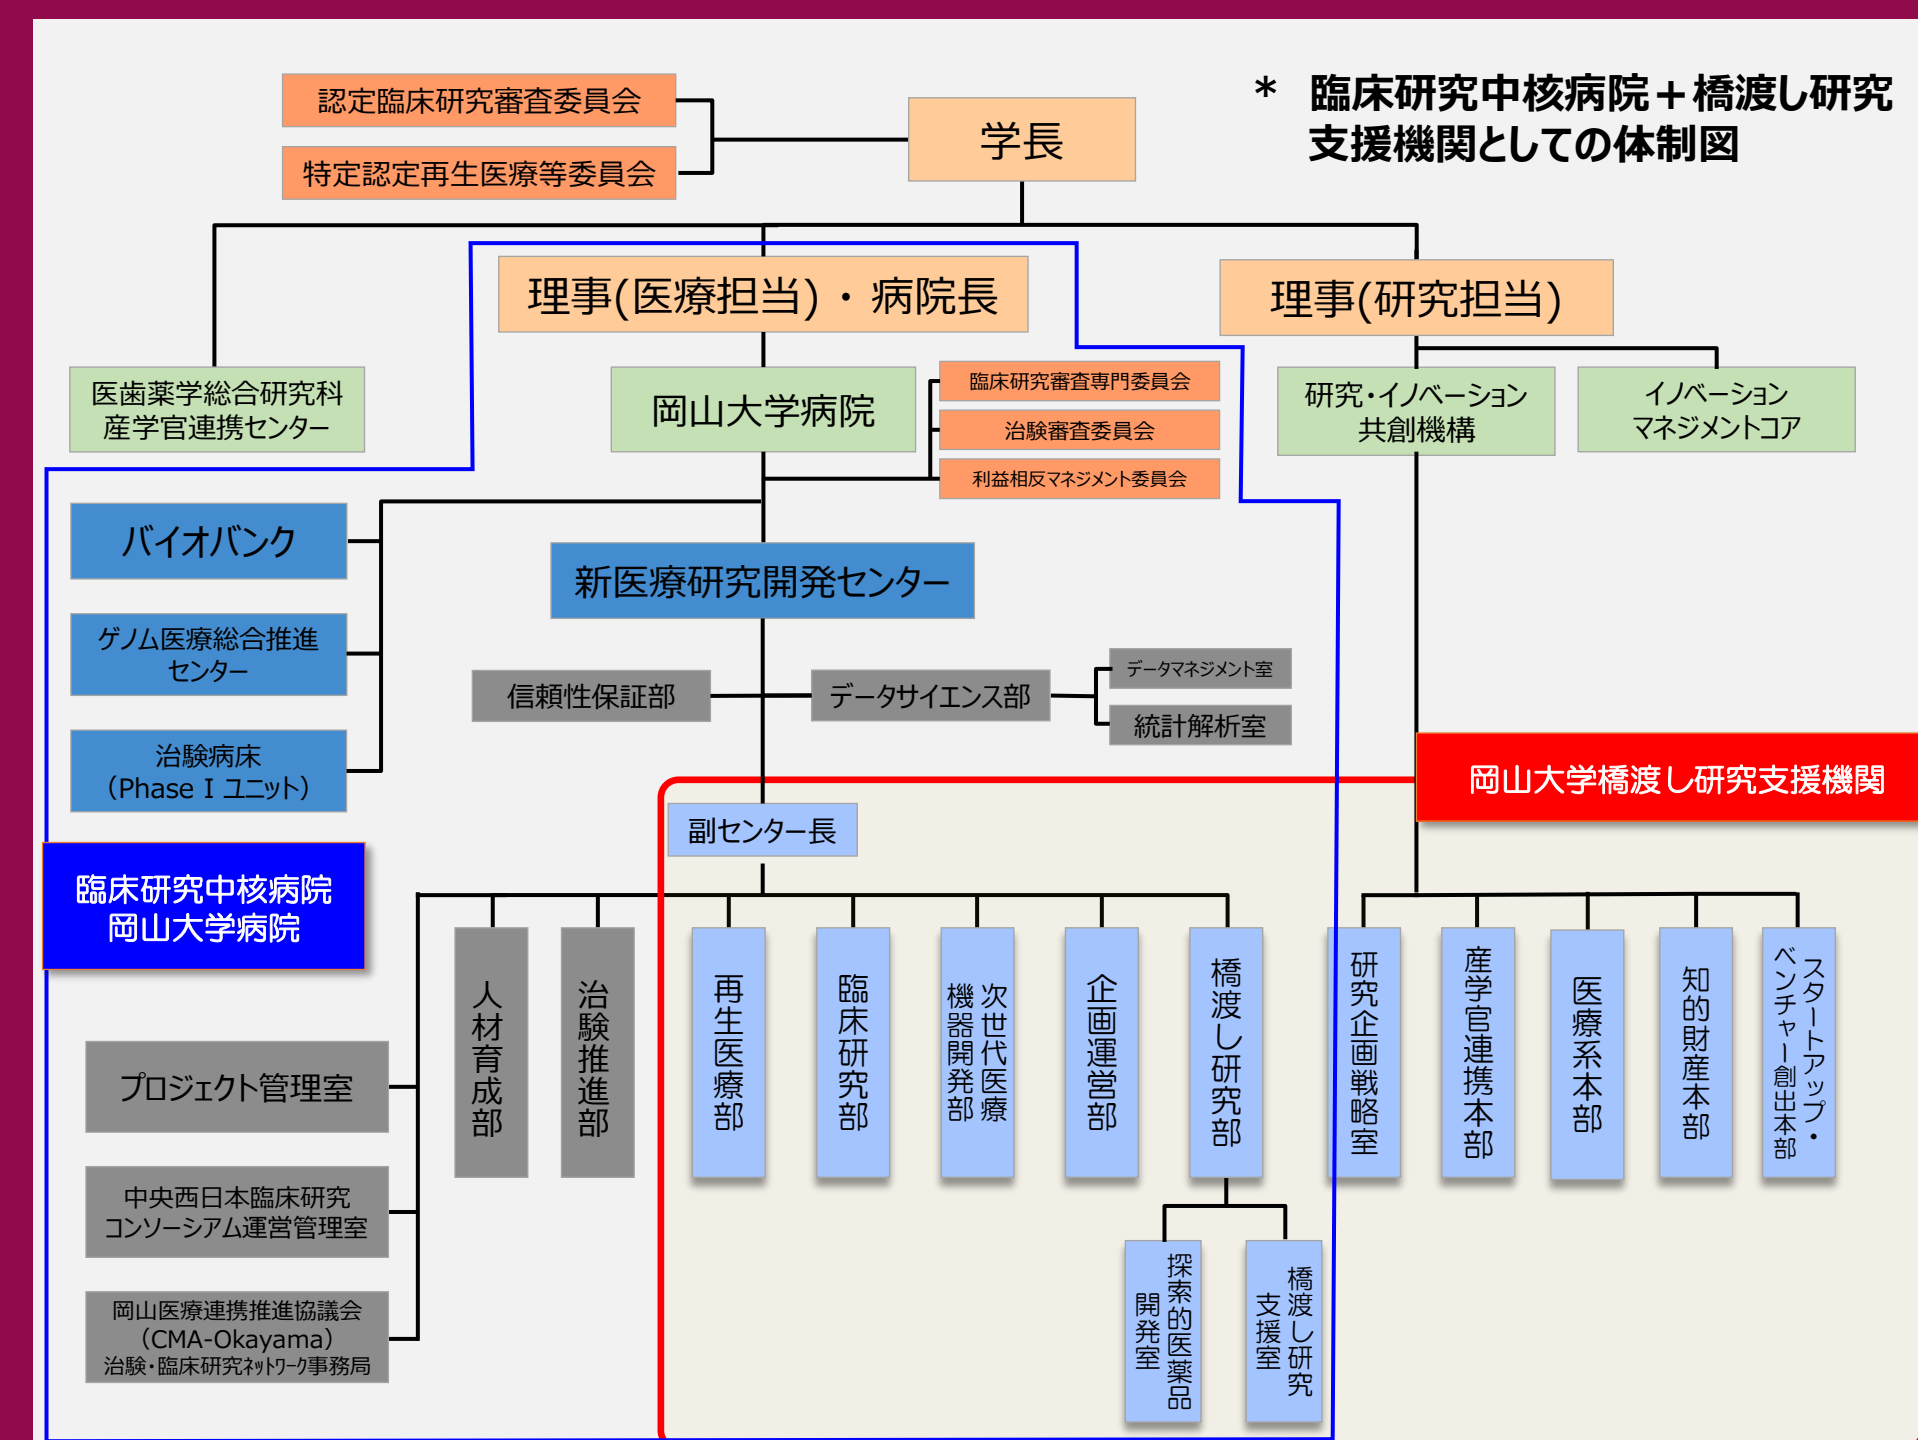 * 臨床研究中核病院＋橋渡し研究
支援機関としての体制図
認定臨床研究審査委員会
特定認定再生医療等委員会
学長
理事(医療担当)・病院長
理事(研究担当)
医歯薬学総合研究科
産学官連携センター
岡山大学病院
臨床研究審査専門委員会
治験審査委員会
利益相反マネジメント委員会
研究・イノベーション
共創機構
イノベーション
マネジメントコア
バイオバンク
新医療研究開発センター
ゲノム医療総合推進
センター
信頼性保証部
データサイエンス部
データマネジメント室
統計解析室
治験病床
（Phase I ユニット）
岡山大学橋渡し研究支援機関
副センター長
臨床研究中核病院
岡山大学病院
人材育成部
治験推進部
再生医療部
臨床研究部
次世代医療
機器開発部
企画運営部
橋渡し研究部
研究企画戦略室
産学官連携本部
医療系本部
知的財産本部
スタートアップ・
ベンチャー創出本部
プロジェクト管理室
中央西日本臨床研究
コンソーシアム運営管理室
岡山医療連携推進協議会
（CMA-Okayama）
治験・臨床研究ネットワーク事務局
探索的医薬品
開発室
橋渡し研究
支援室